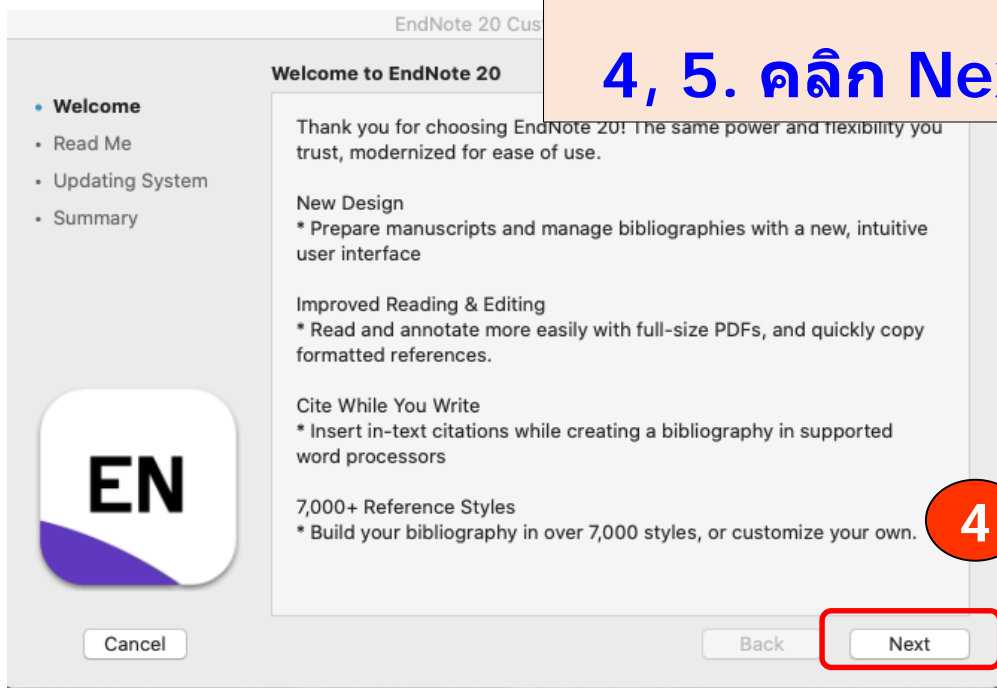 EndNote 20 Cus
4, 5. คลิก Nex
Welcome to EndNote 20
• Welcome
• Read Me
• Updating System
• Summary
Thank you for choosing EndNote 20! The same power and flexibility you
trust, modernized for ease of use.
New Design
* Prepare manuscripts and manage bibliographies with a new, intuitive
user interface
Improved Reading & Editing
* Read and annotate more easily with full-size PDFs, and quickly copy
formatted references.
Cite While You Write
* Insert in-text citations while creating a bibliography in supported
word processors
7,000+ Reference Styles
* Build your bibliography in over 7,000 styles, or customize your own.
4
EN
Cancel
Back
Next